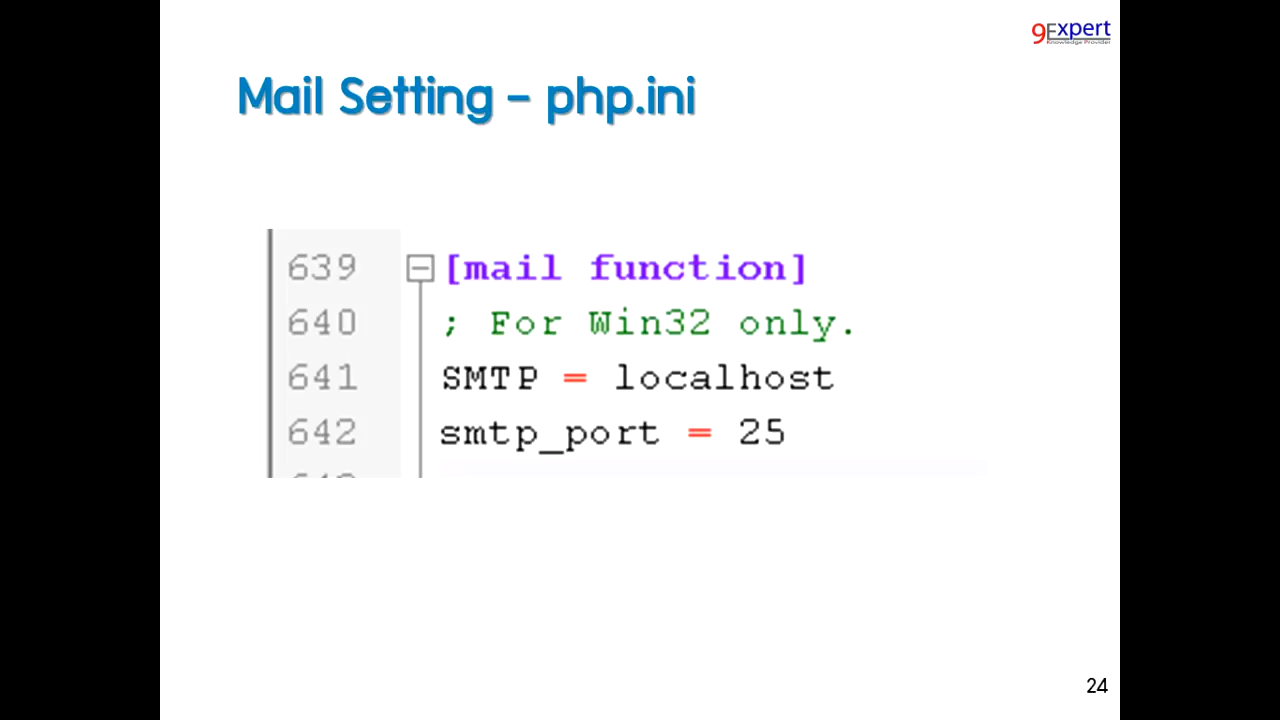 9Expert
Knowledge Provider
Mail Setting - php.ini
639 [mail function]
640 ; For Win32 only.
641 SMTP = localhost
642 smtp_port = 25
24